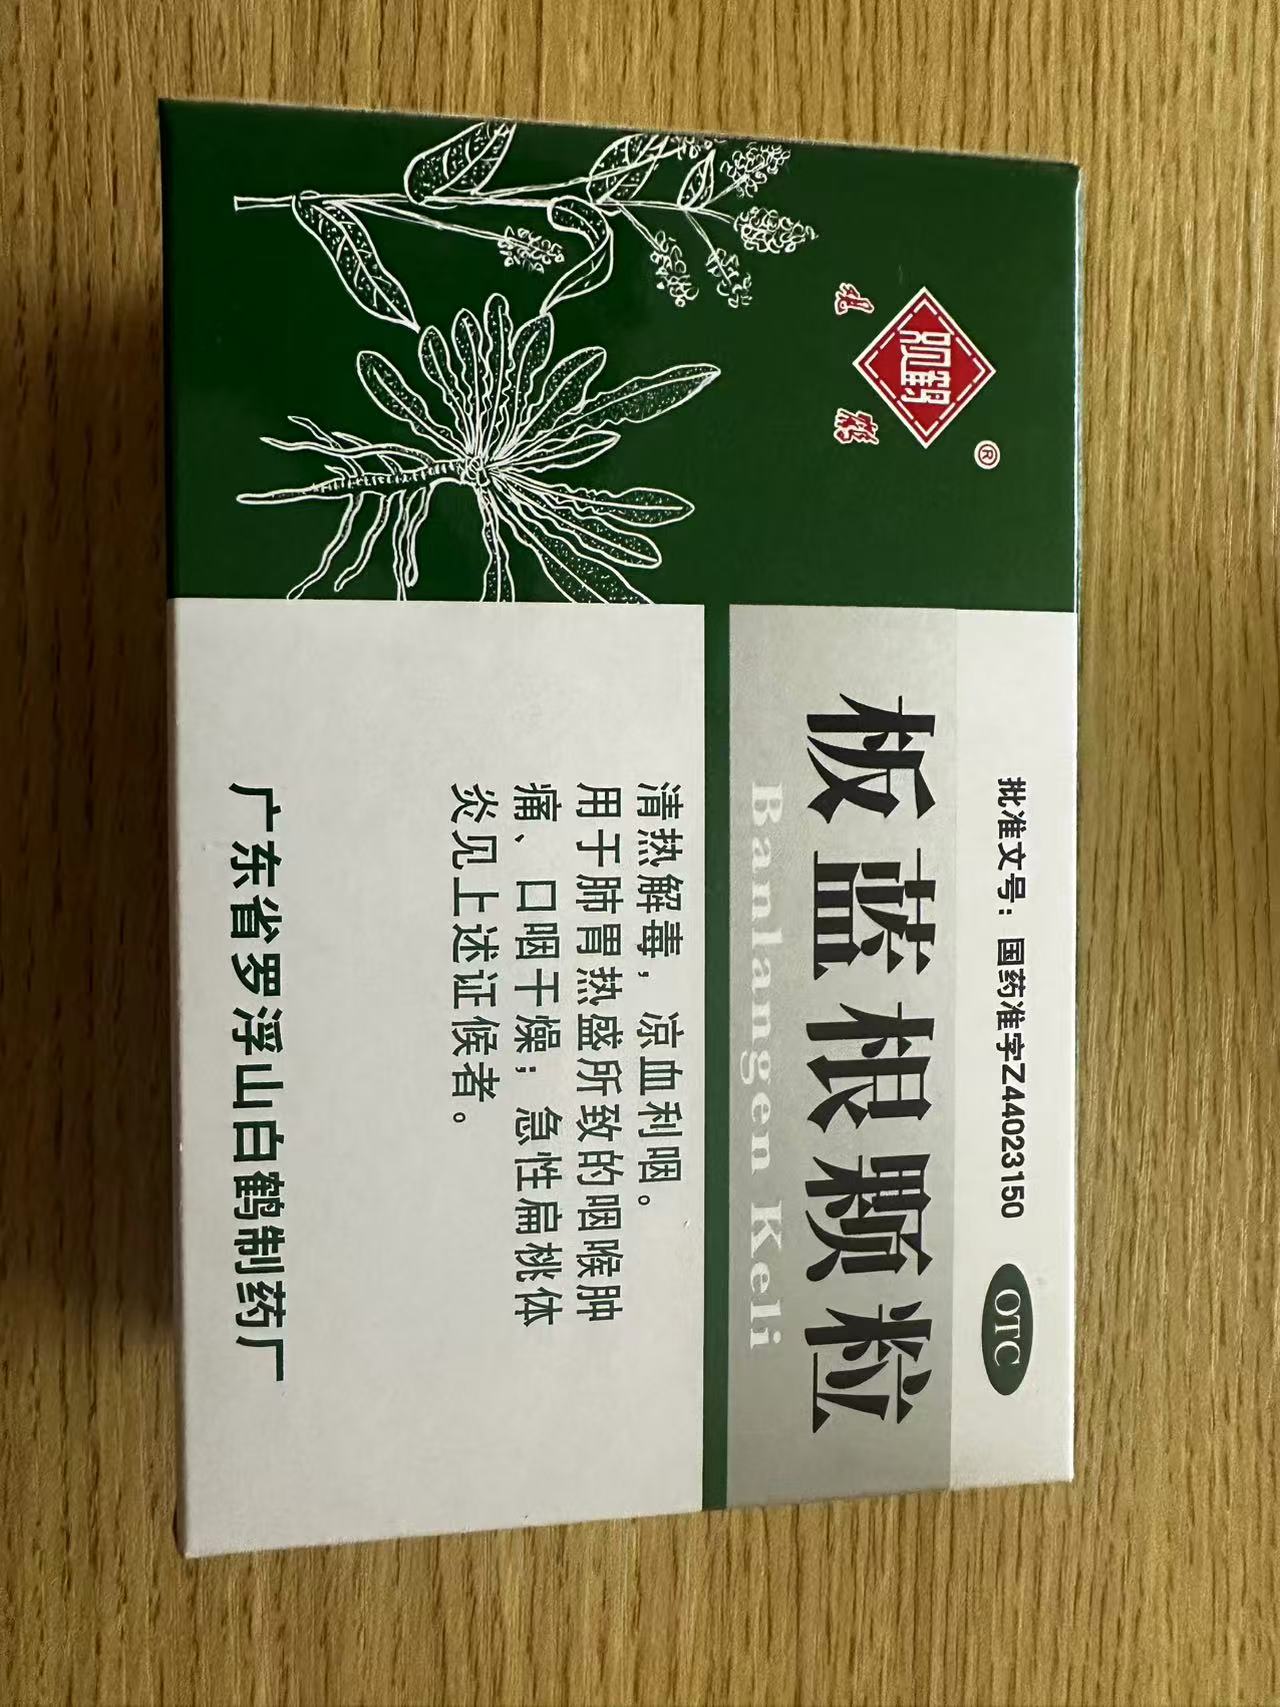 批准文号：国药准字Z44023150
OTC
®
板蓝根颗粒
Banlangen Keli
清热解毒，凉血利咽。
用于肺胃热盛所致的咽喉肿
痛、口咽干燥；急性扁桃体
炎见上述证候者。
广东省罗浮山白鹤制药厂